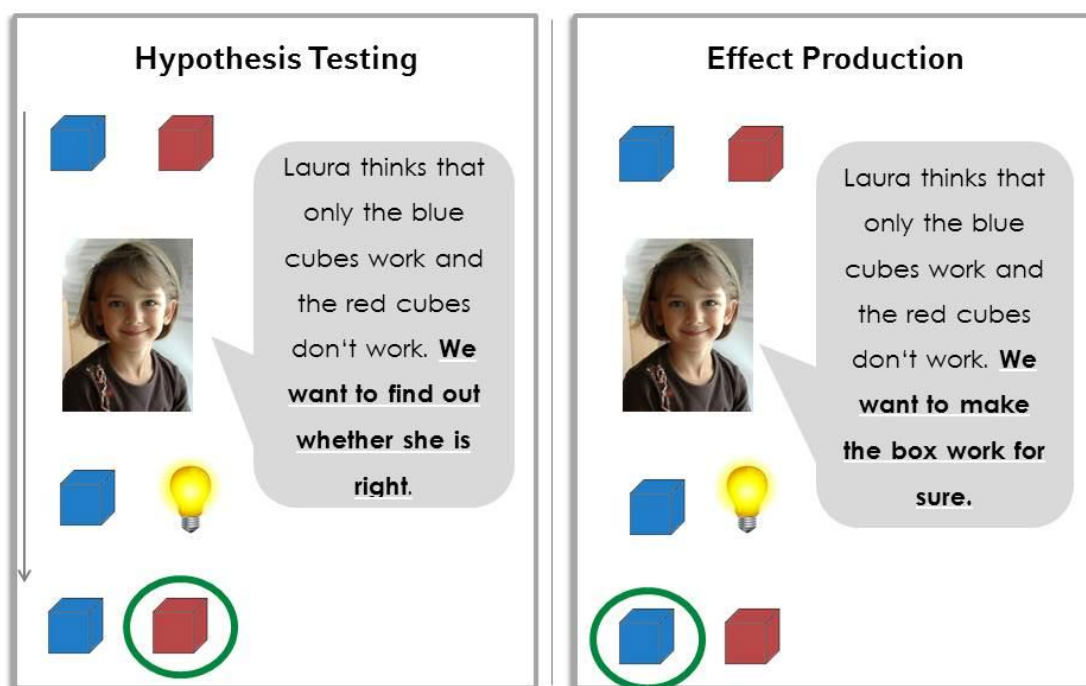 Hypothesis Testing
Laura thinks that
only the blue
cubes work and
the red cubes
don‘t work. We
want to find out
whether she is
right.
Effect Production
Laura thinks that
only the blue
cubes work and
the red cubes
don‘t work. We
want to make
the box work for
sure.